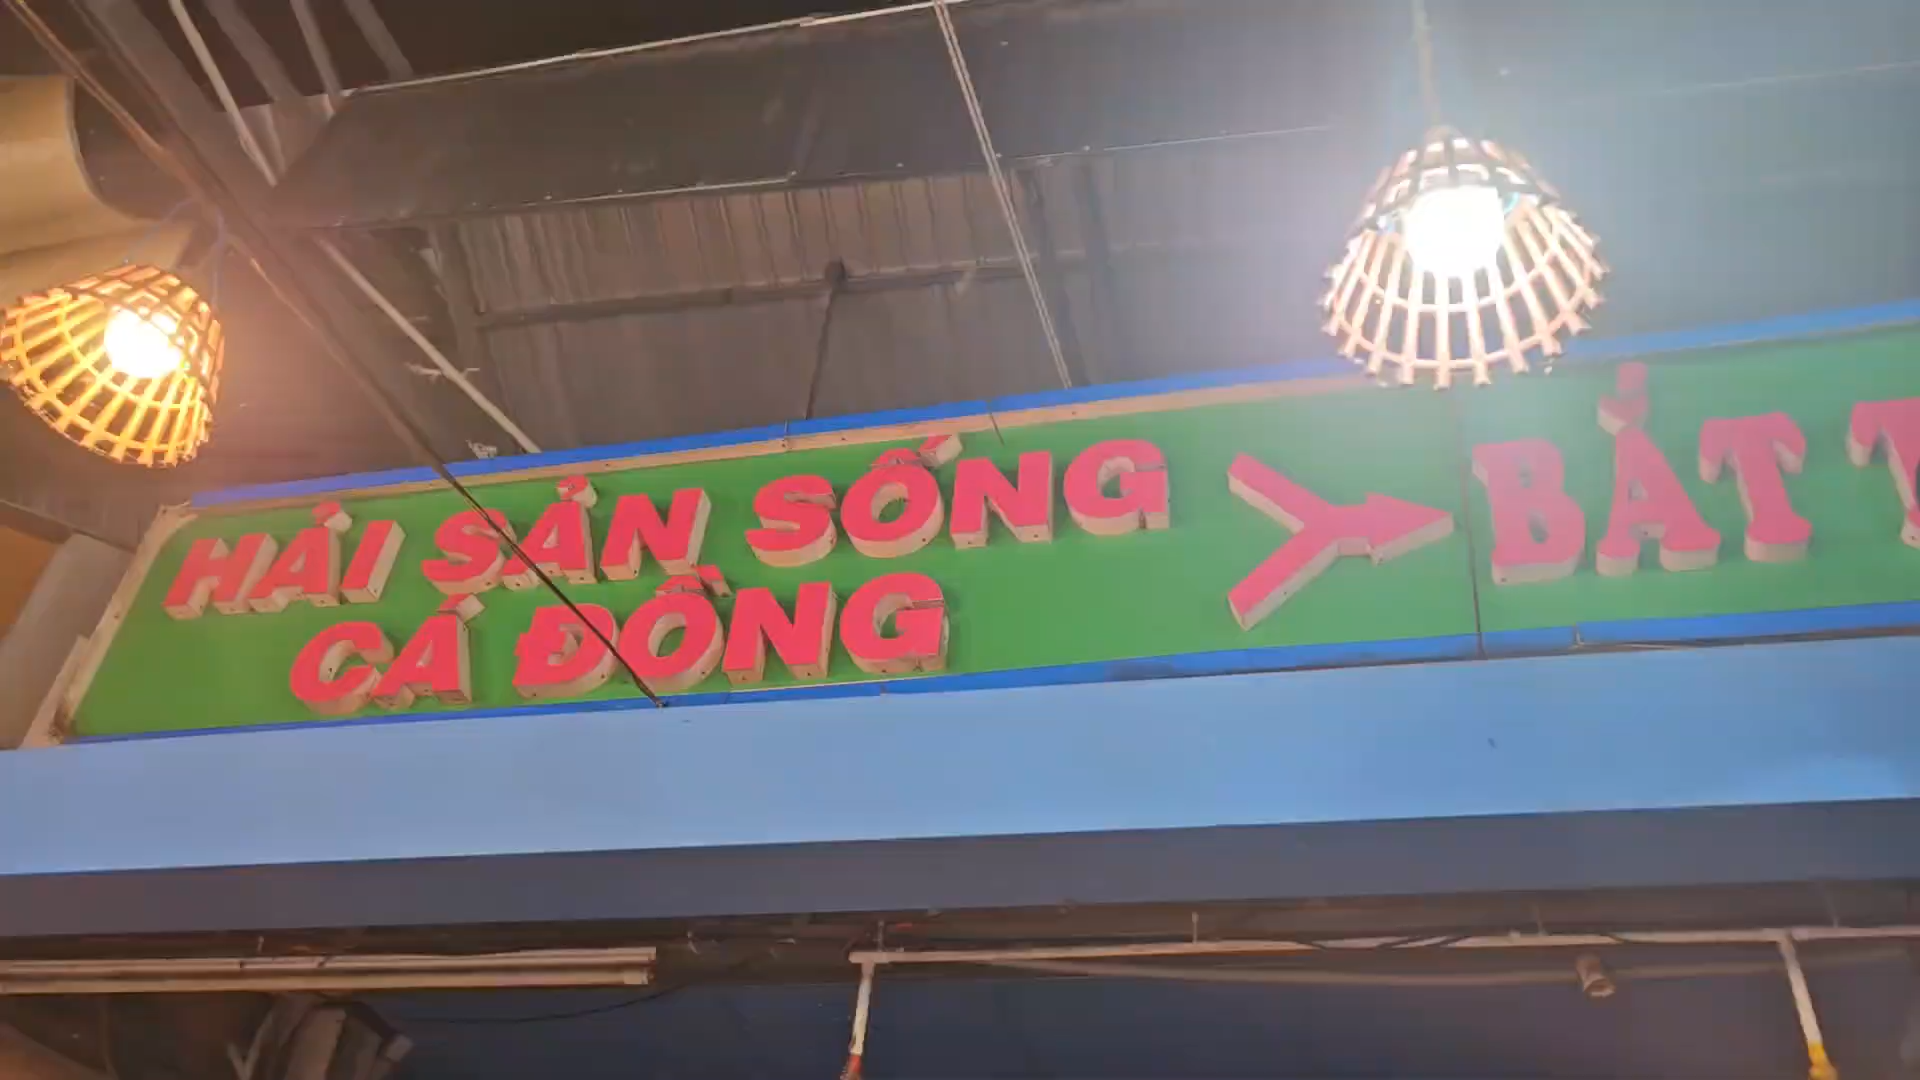 HẢI SẢN SỐNG
CÁ ĐỒNG
BẮT